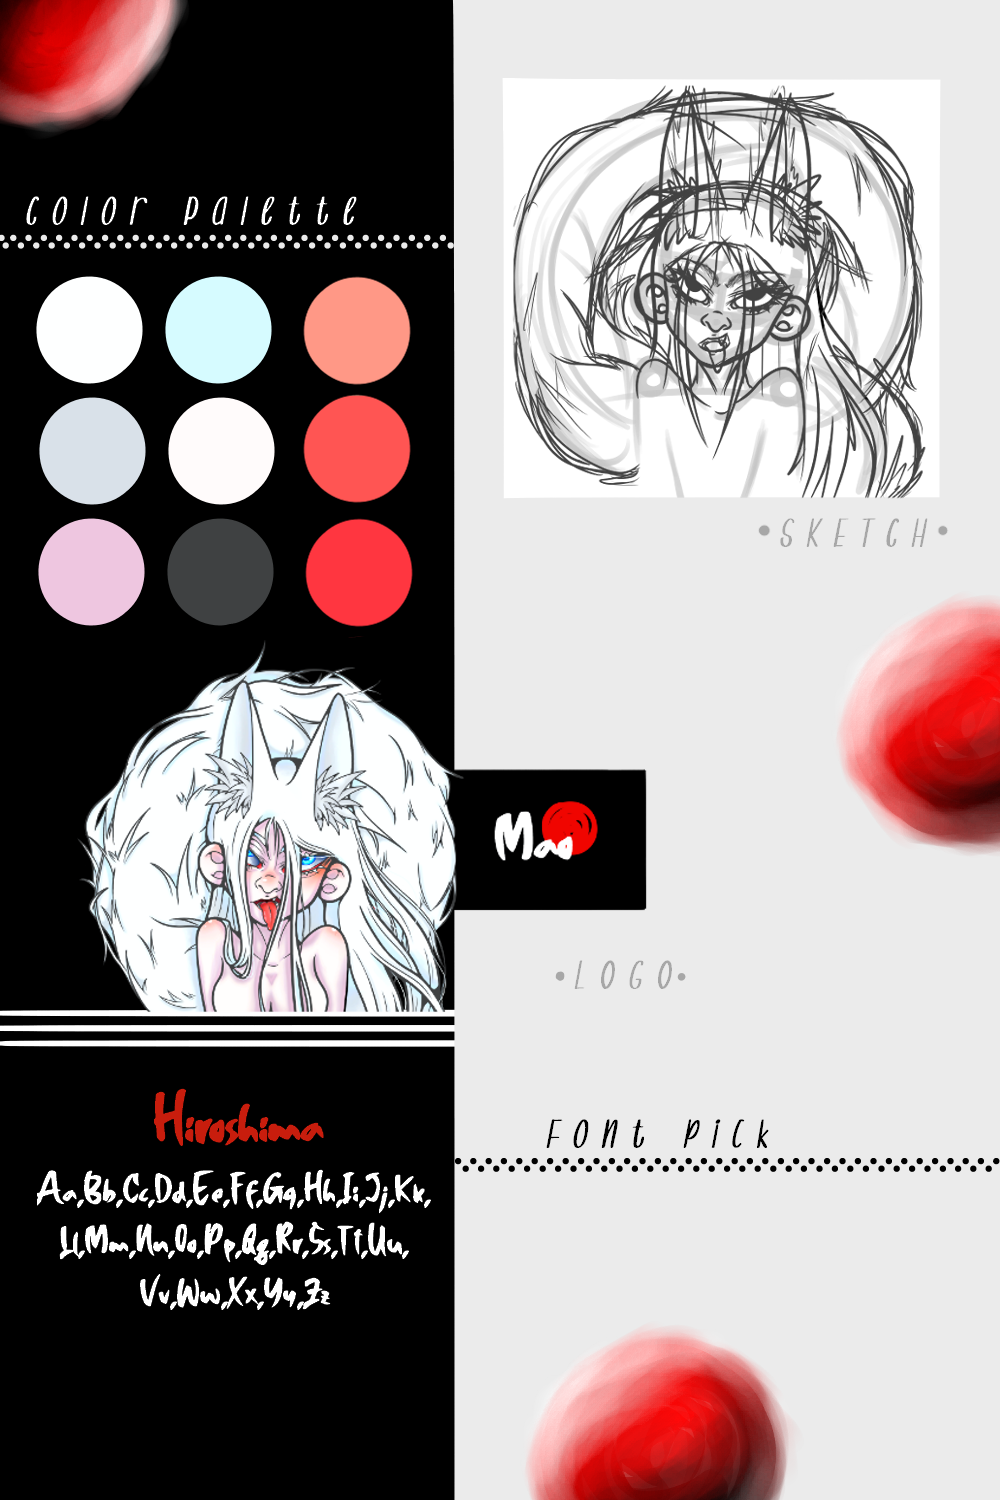 color palette
•SKETCH•
Mao
•LOGO•
Hiroshima
font pick
Aa,Bb,Cc,Dd,Ee,Ff,Gg,Hh,Ii,Jj,Kk,
Ll,Mm,Nn,Oo,Pp,Qq,Rr,Ss,Tt,Uu,
Vv,Ww,Xx,Yy,Zz